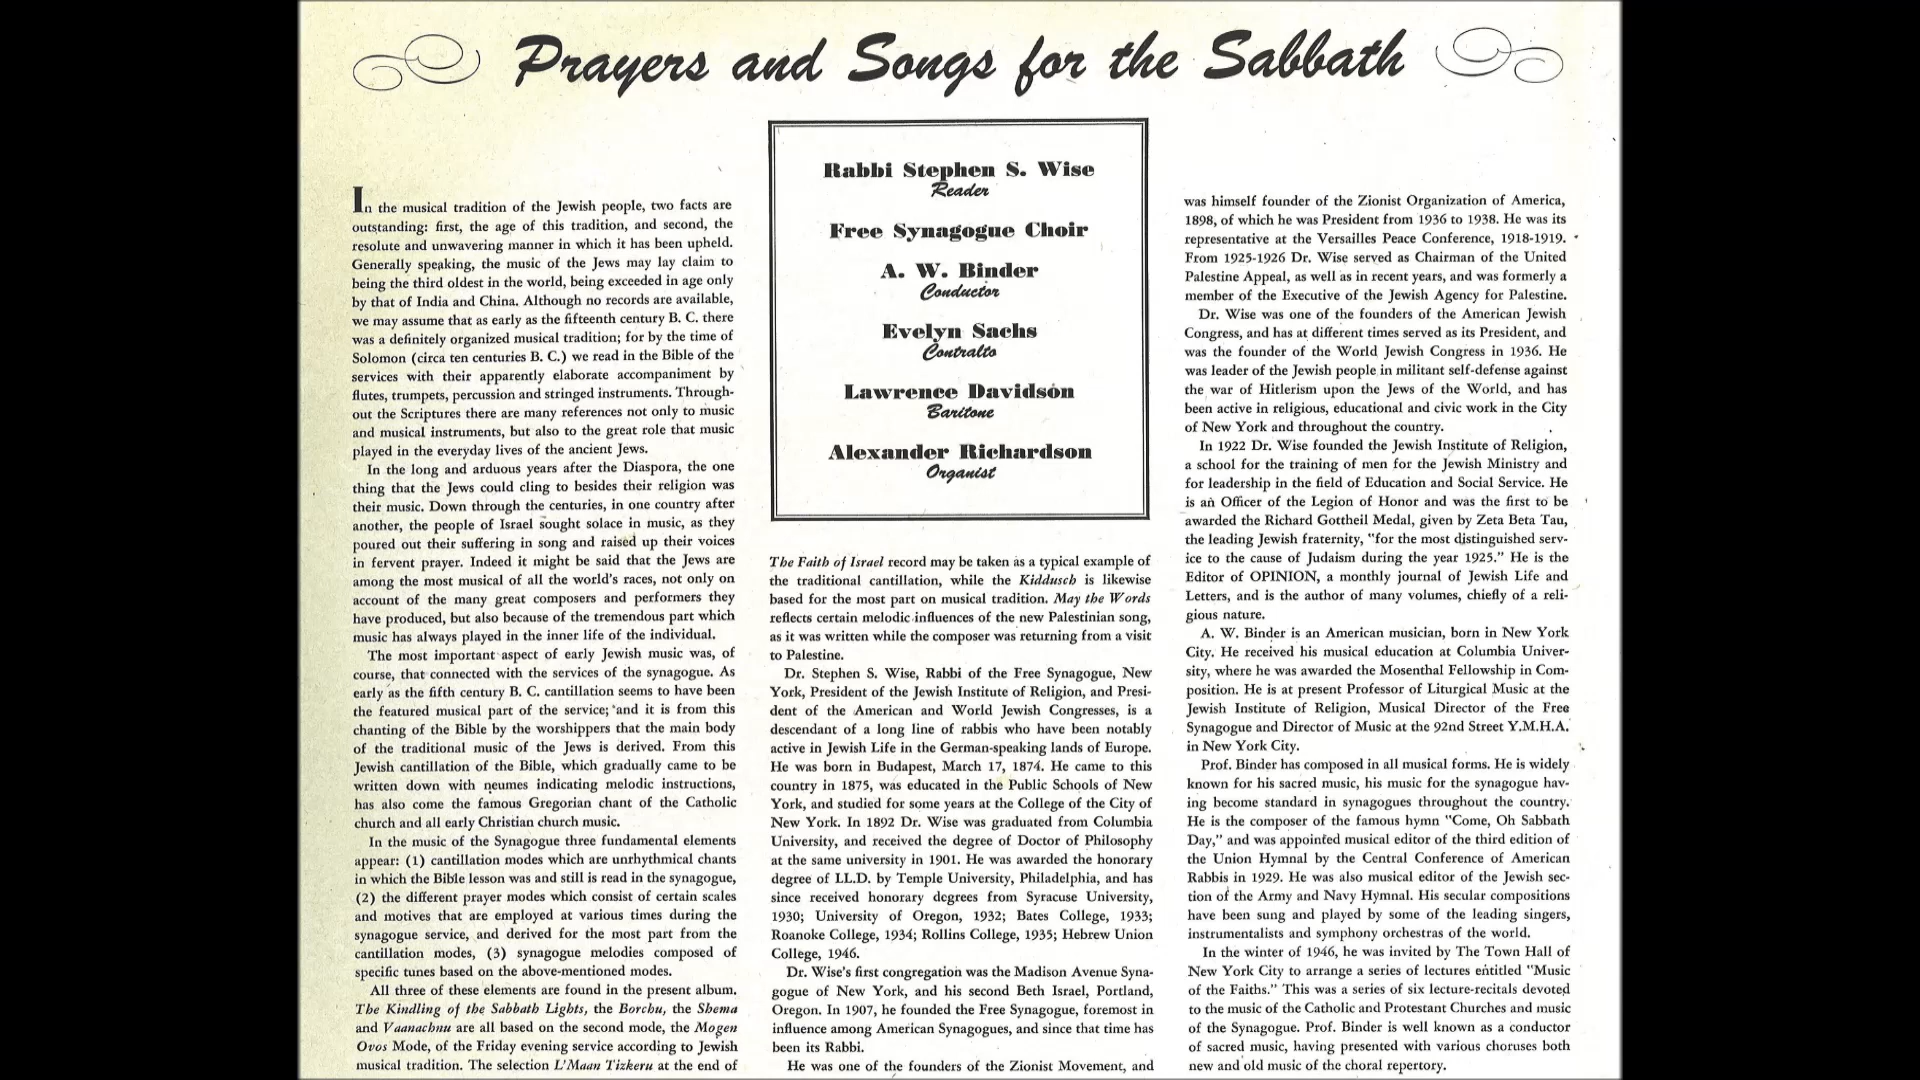 Prayers and Songs for the Sabbath
In the musical tradition of the Jewish people, two facts are
outstanding: first, the age of this tradition, and second, the
resolute and unwavering manner in which it has been upheld.
Generally speaking, the music of the Jews may lay claim to
being the third oldest in the world, being exceeded in age only
by that of India and China. Although no records are available,
we may assume that as early as the fifteenth century B. C. there
was a definitely organized musical tradition; for by the time of
Solomon (circa ten centuries B. C.) we read in the Bible of the
services with their apparently elaborate accompaniment by
flutes, trumpets, percussion and stringed instruments. Through-
out the Scriptures there are many references not only to music
and musical instruments, but also to the great role that music
played in the everyday lives of the ancient Jews.
In the long and arduous years after the Diaspora, the one
thing that the Jews could cling to besides their religion was
their music. Down through the centuries, in one country after
another, the people of Israel sought solace in music, as they
poured out their suffering in song and raised up their voices
in fervent prayer. Indeed it might be said that the Jews are
among the most musical of all the world's races, not only on
account of the many great composers and performers they
have produced, but also because of the tremendous part which
music has always played in the inner life of the individual.
The most important aspect of early Jewish music was, of
course, that connected with the services of the synagogue. As
early as the fifth century B. C. cantillation seems to have been
the featured musical part of the service; and it is from this
chanting of the Bible by the worshippers that the main body
of the traditional music of the Jews is derived. From this
Jewish cantillation of the Bible, which gradually came to be
written down with neumes indicating melodic instructions,
has also come the famous Gregorian chant of the Catholic
church and all early Christian church music.
In the music of the Synagogue three fundamental elements
appear: (1) cantillation modes which are unrhythmical chants
in which the Bible lesson was and still is read in the synagogue,
(2) the different prayer modes which consist of certain scales
and motives that are employed at various times during the
synagogue service, and derived for the most part from the
cantillation modes, (3) synagogue melodies composed of
specific tunes based on the above-mentioned modes.
All three of these elements are found in the present album.
The Kindling of the Sabbath Lights, the Borchu, the Shema
and Vaanachnu are all based on the second mode, the Mogen
Ovos Mode, of the Friday evening service according to Jewish
musical tradition. The selection L'Maan Tizkeru at the end of
Rabbi Stephen S. Wise
Reader
Free Synagogue Choir
A. W. Binder
Conductor
Evelyn Sachs
Contralto
Lawrence Davidson
Baritone
Alexander Richardson
Organist
The Faith of Israel record may be taken as a typical example of
the traditional cantillation, while the Kiddusch is likewise
based for the most part on musical tradition. May the Words
reflects certain melodic influences of the new Palestinian song,
as it was written while the composer was returning from a visit
to Palestine.
Dr. Stephen S. Wise, Rabbi of the Free Synagogue, New
York, President of the Jewish Institute of Religion, and Presi-
dent of the American and World Jewish Congresses, is a
descendant of a long line of rabbis who have been notably
active in Jewish Life in the German-speaking lands of Europe.
He was born in Budapest, March 17, 1874. He came to this
country in 1875, was educated in the Public Schools of New
York, and studied for some years at the College of the City of
New York. In 1892 Dr. Wise was graduated from Columbia
University, and received the degree of Doctor of Philosophy
at the same university in 1901. He was awarded the honorary
degree of LL.D. by Temple University, Philadelphia, and has
since received honorary degrees from Syracuse University,
1930; University of Oregon, 1932; Bates College, 1933;
Roanoke College, 1934; Rollins College, 1935; Hebrew Union
College, 1946.
Dr. Wise's first congregation was the Madison Avenue Syna-
gogue of New York, and his second Beth Israel, Portland,
Oregon. In 1907, he founded the Free Synagogue, foremost in
influence among American Synagogues, and since that time has
been its Rabbi.
He was one of the founders of the Zionist Movement, and
was himself founder of the Zionist Organization of America,
1898, of which he was President from 1936 to 1938. He was its
representative at the Versailles Peace Conference, 1918-1919.
From 1925-1926 Dr. Wise served as Chairman of the United
Palestine Appeal, as well as in recent years, and was formerly a
member of the Executive of the Jewish Agency for Palestine.
Dr. Wise was one of the founders of the American Jewish
Congress, and has at different times served as its President, and
was the founder of the World Jewish Congress in 1936. He
was leader of the Jewish people in militant self-defense against
the war of Hitlerism upon the Jews of the World, and has
been active in religious, educational and civic work in the City
of New York and throughout the country.
In 1922 Dr. Wise founded the Jewish Institute of Religion,
a school for the training of men for the Jewish Ministry and
for leadership in the field of Education and Social Service. He
is an Officer of the Legion of Honor and was the first to be
awarded the Richard Gottheil Medal, given by Zeta Beta Tau,
the leading Jewish fraternity, "for the most distinguished serv-
ice to the cause of Judaism during the year 1925." He is the
Editor of OPINION, a monthly journal of Jewish Life and
Letters, and is the author of many volumes, chiefly of a reli-
gious nature.
A. W. Binder is an American musician, born in New York
City. He received his musical education at Columbia Univer-
sity, where he was awarded the Mosenthal Fellowship in Com-
position. He is at present Professor of Liturgical Music at the
Jewish Institute of Religion, Musical Director of the Free
Synagogue and Director of Music at the 92nd Street Y.M.H.A.
in New York City.
Prof. Binder has composed in all musical forms. He is widely
known for his sacred music, his music for the synagogue hav-
ing become standard in synagogues throughout the country.
He is the composer of the famous hymn "Come, Oh Sabbath
Day," and was appointed musical editor of the third edition of
the Union Hymnal by the Central Conference of American
Rabbis in 1929. He was also musical editor of the Jewish sec-
tion of the Army and Navy Hymnal. His secular compositions
have been sung and played by some of the leading singers,
instrumentalists and symphony orchestras of the world.
In the winter of 1946, he was invited by The Town Hall of
New York City to arrange a series of lectures entitled "Music
of the Faiths." This was a series of six lecture-recitals devoted
to the music of the Catholic and Protestant Churches and music
of the Synagogue. Prof. Binder is well known as a conductor
of sacred music, having presented with various choruses both
new and old music of the choral repertory.